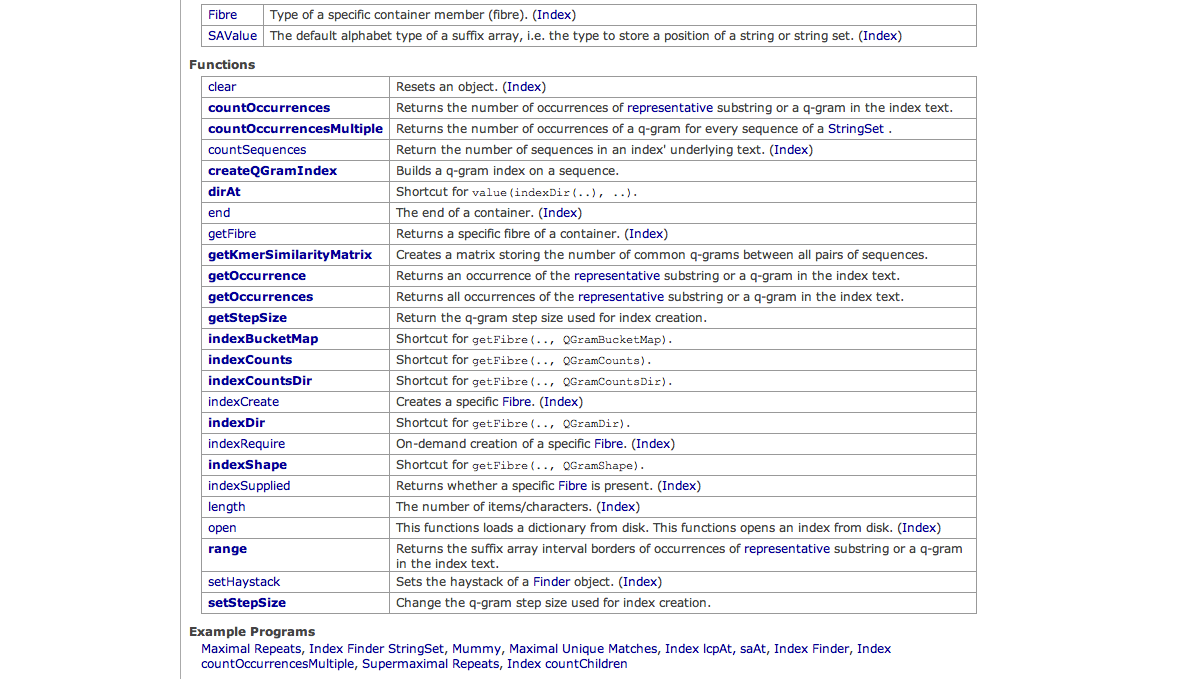 Fibre Type of a specific container member (fibre). (Index)
SAValue The default alphabet type of a suffix array, i.e. the type to store a position of a string or string set. (Index)
Functions
clear Resets an object. (Index)
countOccurrences Returns the number of occurrences of representative substring or a q-gram in the index text.
countOccurrencesMultiple Returns the number of occurrences of a q-gram for every sequence of a StringSet .
countSequences Return the number of sequences in an index' underlying text. (Index)
createQGramIndex Builds a q-gram index on a sequence.
dirAt Shortcut for value(indexDir(..), ..).
end The end of a container. (Index)
getFibre Returns a specific fibre of a container. (Index)
getKmerSimilarityMatrix Creates a matrix storing the number of common q-grams between all pairs of sequences.
getOccurrence Returns an occurrence of the representative substring or a q-gram in the index text.
getOccurrences Returns all occurrences of the representative substring or a q-gram in the index text.
getStepSize Return the q-gram step size used for index creation.
indexBucketMap Shortcut for getFibre(.., QGramBucketMap).
indexCounts Shortcut for getFibre(.., QGramCounts).
indexCountsDir Shortcut for getFibre(.., QGramCountsDir).
indexCreate Creates a specific Fibre. (Index)
indexDir Shortcut for getFibre(.., QGramDir).
indexRequire On-demand creation of a specific Fibre. (Index)
indexShape Shortcut for getFibre(.., QGramShape).
indexSupplied Returns whether a specific Fibre is present. (Index)
length The number of items/characters. (Index)
open This functions loads a dictionary from disk. This functions opens an index from disk. (Index)
range Returns the suffix array interval borders of occurrences of representative substring or a q-gram
in the index text.
setHaystack Sets the haystack of a Finder object. (Index)
setStepSize Change the q-gram step size used for index creation.
Example Programs
Maximal Repeats, Index Finder StringSet, Mummy, Maximal Unique Matches, Index lcpAt, saAt, Index Finder, Index
countOccurrencesMultiple, Supermaximal Repeats, Index countChildren